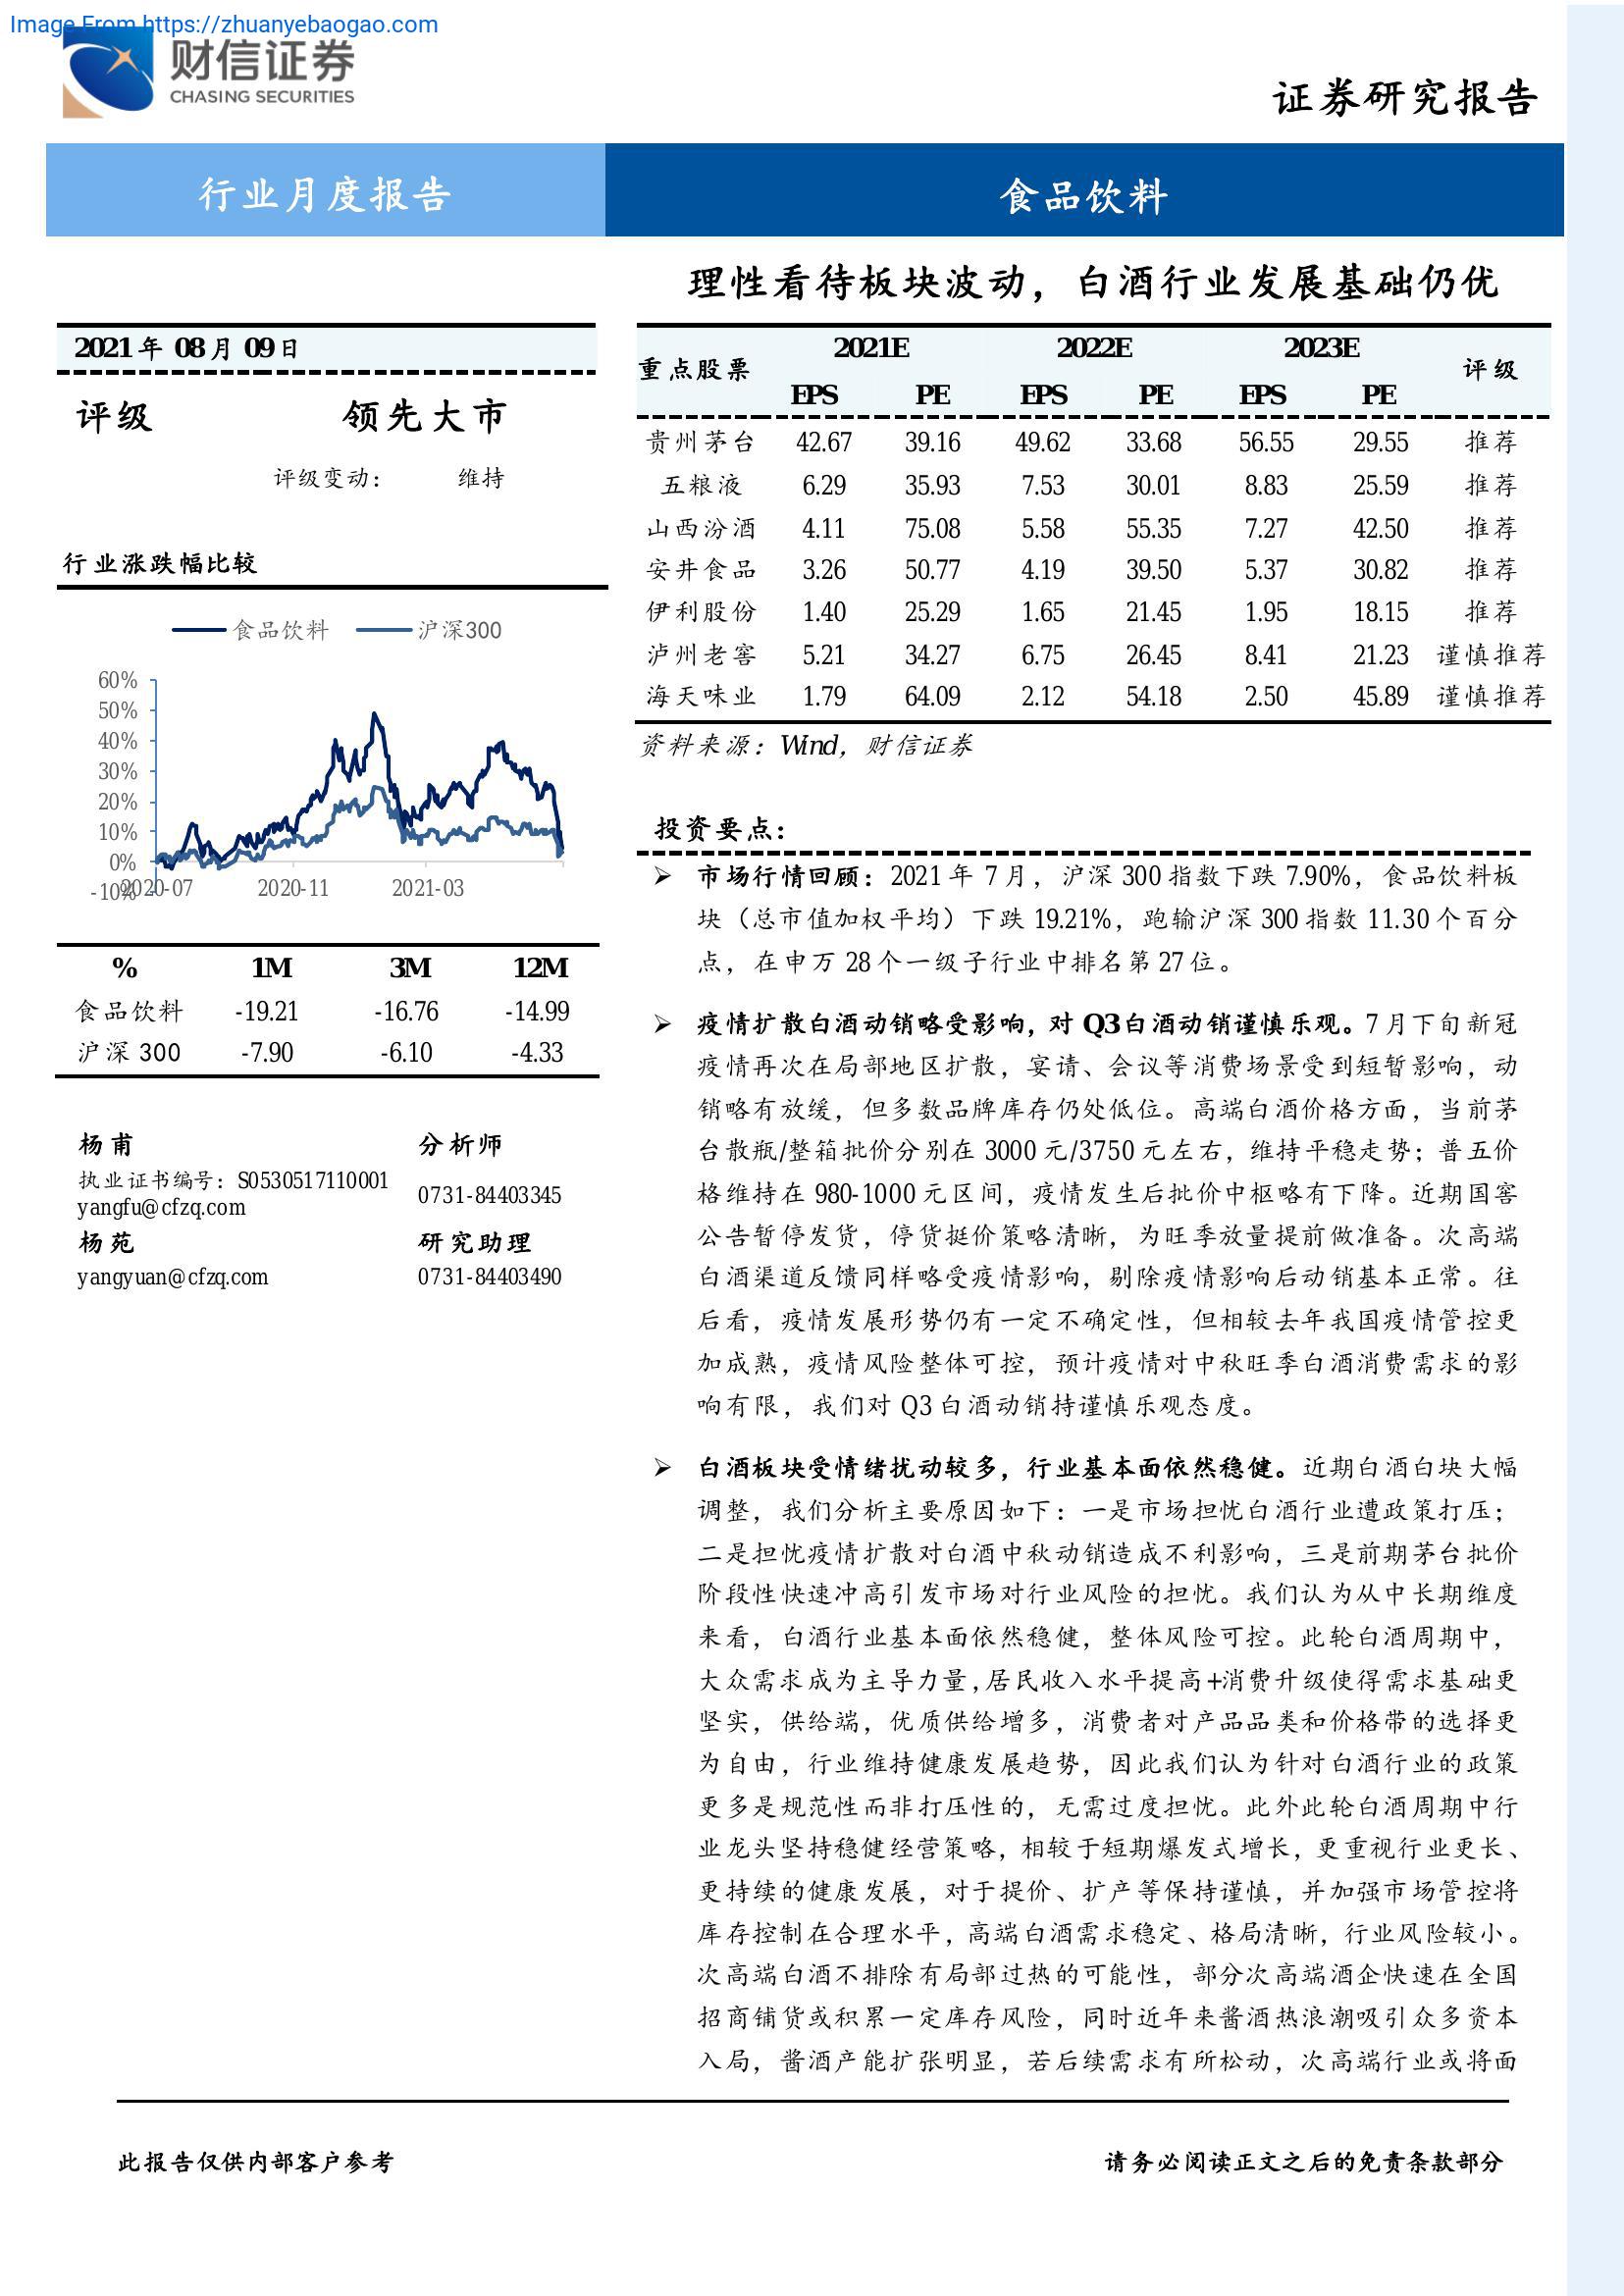 Image From https://zhuanyebaogao.com
财信证券
CHASING SECURITIES
证券研究报告
行业月度报告
食品饮料
理性看待板块波动，白酒行业发展基础仍优
2021 年 08 月 09 日
评级 领先大市
评级变动： 维持
行业涨跌幅比较
食品饮料 沪深300
60%
50%
40%
30%
20%
10%
0%
-10%
2020-07 2020-11 2021-03
% 1M 3M 12M
食品饮料 -19.21 -16.76 -14.99
沪深 300 -7.90 -6.10 -4.33
杨甫 分析师
执业证书编号：S0530517110001
yangfu@cfzq.com 0731-84403345
杨苑 研究助理
yangyuan@cfzq.com 0731-84403490
重点股票 2021E 2022E 2023E 评级
EPS PE EPS PE EPS PE
贵州茅台 42.67 39.16 49.62 33.68 56.55 29.55 推荐
五粮液 6.29 35.93 7.53 30.01 8.83 25.59 推荐
山西汾酒 4.11 75.08 5.58 55.35 7.27 42.50 推荐
安井食品 3.26 50.77 4.19 39.50 5.37 30.82 推荐
伊利股份 1.40 25.29 1.65 21.45 1.95 18.15 推荐
泸州老窖 5.21 34.27 6.75 26.45 8.41 21.23 谨慎推荐
海天味业 1.79 64.09 2.12 54.18 2.50 45.89 谨慎推荐
资料来源：Wind，财信证券
投资要点：
➢ 市场行情回顾：2021 年 7 月，沪深 300 指数下跌 7.90%，食品饮料板
块（总市值加权平均）下跌 19.21%，跑输沪深 300 指数 11.30 个百分
点，在申万 28 个一级子行业中排名第 27 位。
➢ 疫情扩散白酒动销略受影响，对 Q3 白酒动销谨慎乐观。7 月下旬新冠
疫情再次在局部地区扩散，宴请、会议等消费场景受到短暂影响，动
销略有放缓，但多数品牌库存仍处低位。高端白酒价格方面，当前茅
台散瓶/整箱批价分别在 3000 元/3750 元左右，维持平稳走势；普五价
格维持在 980-1000 元区间，疫情发生后批价中枢略有下降。近期国窖
公告暂停发货，停货挺价策略清晰，为旺季放量提前做准备。次高端
白酒渠道反馈同样略受疫情影响，剔除疫情影响后动销基本正常。往
后看，疫情发展形势仍有一定不确定性，但相较去年我国疫情管控更
加成熟，疫情风险整体可控，预计疫情对中秋旺季白酒消费需求的影
响有限，我们对 Q3 白酒动销持谨慎乐观态度。
➢ 白酒板块受情绪扰动较多，行业基本面依然稳健。近期白酒白块大幅
调整，我们分析主要原因如下：一是市场担忧白酒行业遭政策打压；
二是担忧疫情扩散对白酒中秋动销造成不利影响，三是前期茅台批价
阶段性快速冲高引发市场对行业风险的担忧。我们认为从中长期维度
来看，白酒行业基本面依然稳健，整体风险可控。此轮白酒周期中，
大众需求成为主导力量，居民收入水平提高+消费升级使得需求基础更
坚实，供给端，优质供给增多，消费者对产品品类和价格带的选择更
为自由，行业维持健康发展趋势，因此我们认为针对白酒行业的政策
更多是规范性而非打压性的，无需过度担忧。此外此轮白酒周期中行
业龙头坚持稳健经营策略，相较于短期爆发式增长，更重视行业更长、
更持续的健康发展，对于提价、扩产等保持谨慎，并加强市场管控将
库存控制在合理水平，高端白酒需求稳定、格局清晰，行业风险较小。
次高端白酒不排除有局部过热的可能性，部分次高端酒企快速在全国
招商铺货或积累一定库存风险，同时近年来酱酒热浪潮吸引众多资本
入局，酱酒产能扩张明显，若后续需求有所松动，次高端行业或将面
此报告仅供内部客户参考
请务必阅读正文之后的免责条款部分